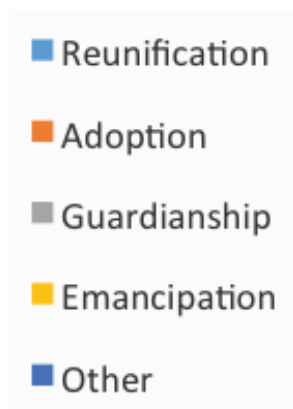 Reunification
Adoption
Guardianship
Emancipation
Other